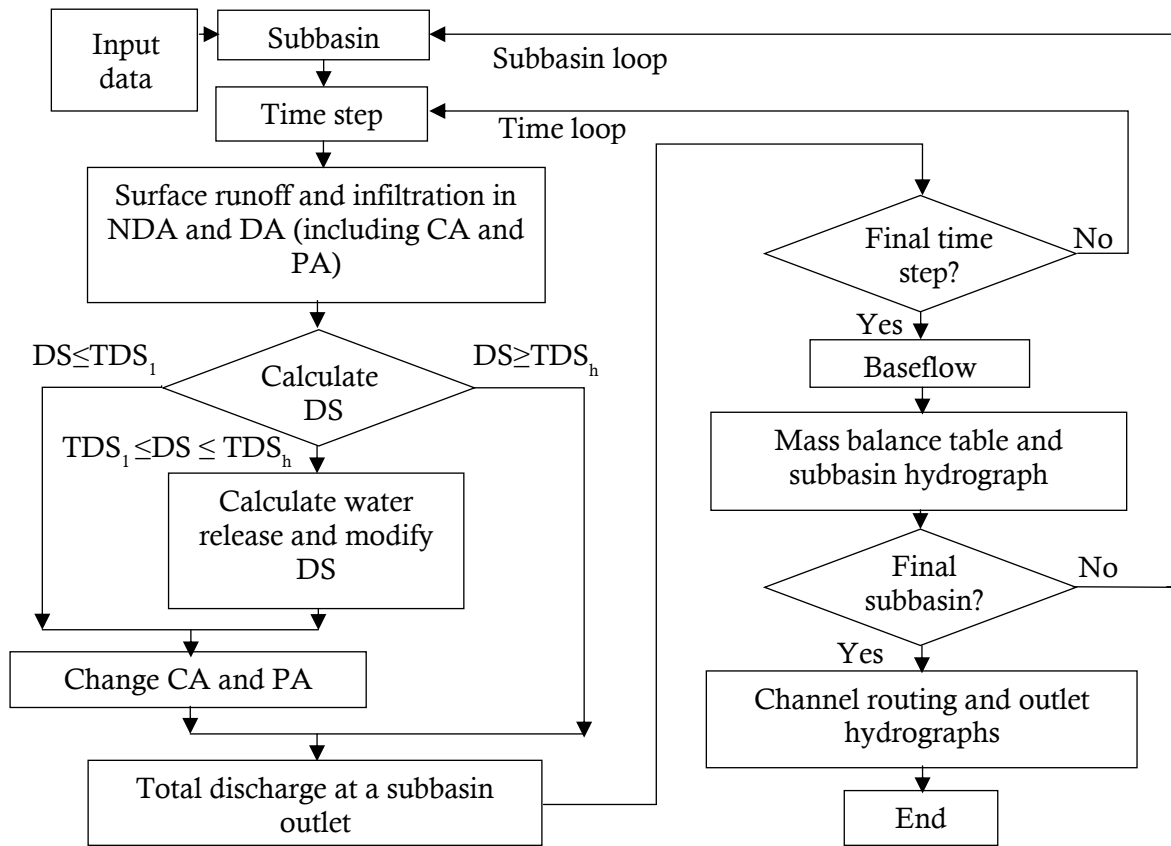 Input
data
Subbasin
Subbasin loop
Time step
Time loop
Surface runoff and infiltration in
NDA and DA (including CA and
PA)
DS≤TDS₁
Calculate
DS
DS≥TDSₕ
TDS₁ ≤DS ≤ TDSₕ
Calculate water
release and modify
DS
Change CA and PA
Total discharge at a subbasin
outlet
Final time
step?
No
Yes
Baseflow
Mass balance table and
subbasin hydrograph
Final
subbasin?
No
Yes
Channel routing and outlet
hydrographs
End